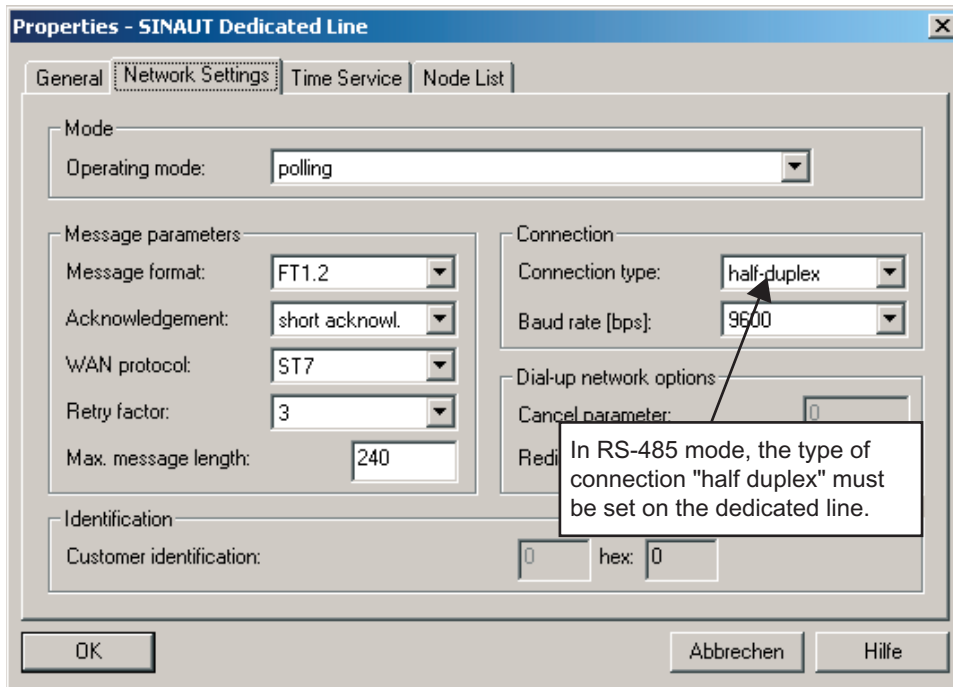 Properties - SINAUT Dedicated Line
General
Network Settings
Time Service
Node List
Mode
Operating mode:
polling
Message parameters
Message format:
FT1.2
Acknowledgement:
short acknowl.
WAN protocol:
ST7
Retry factor:
3
Max. message length:
240
Connection
Connection type:
half-duplex
Baud rate [bps]:
9600
Dial-up network options
Cancel parameter:
0
In RS-485 mode, the type of
connection "half duplex" must
be set on the dedicated line.
Identification
Customer identification:
0
hex:
0
OK
Abbrechen
Hilfe